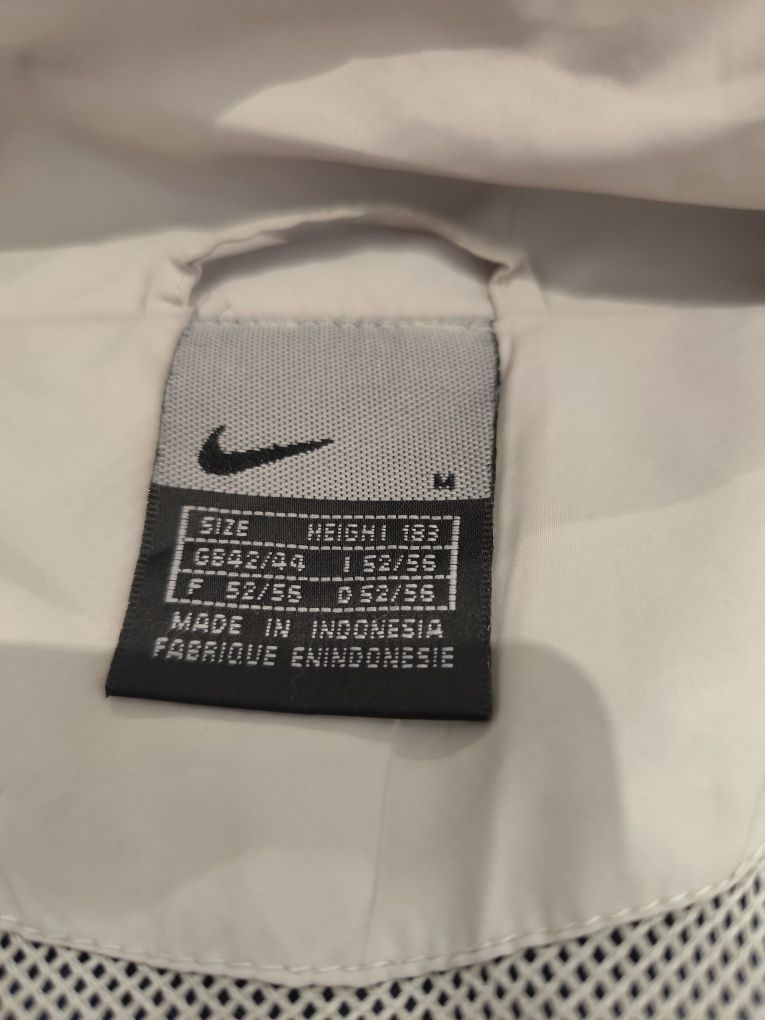 M
SIZE HEIGHT 183
GB42/44 I 52/56
F 52/56 D 52/56
MADE IN INDONESIA
FABRIQUE ENINDONESIE